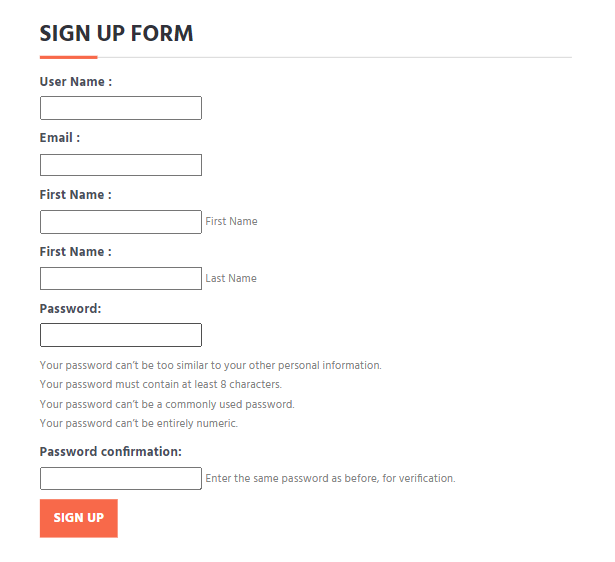 SIGN UP FORM
User Name :
Email :
First Name :
First Name
First Name :
Last Name
Password:
Your password can’t be too similar to your other personal information.
Your password must contain at least 8 characters.
Your password can’t be a commonly used password.
Your password can’t be entirely numeric.
Password confirmation:
Enter the same password as before, for verification.
SIGN UP